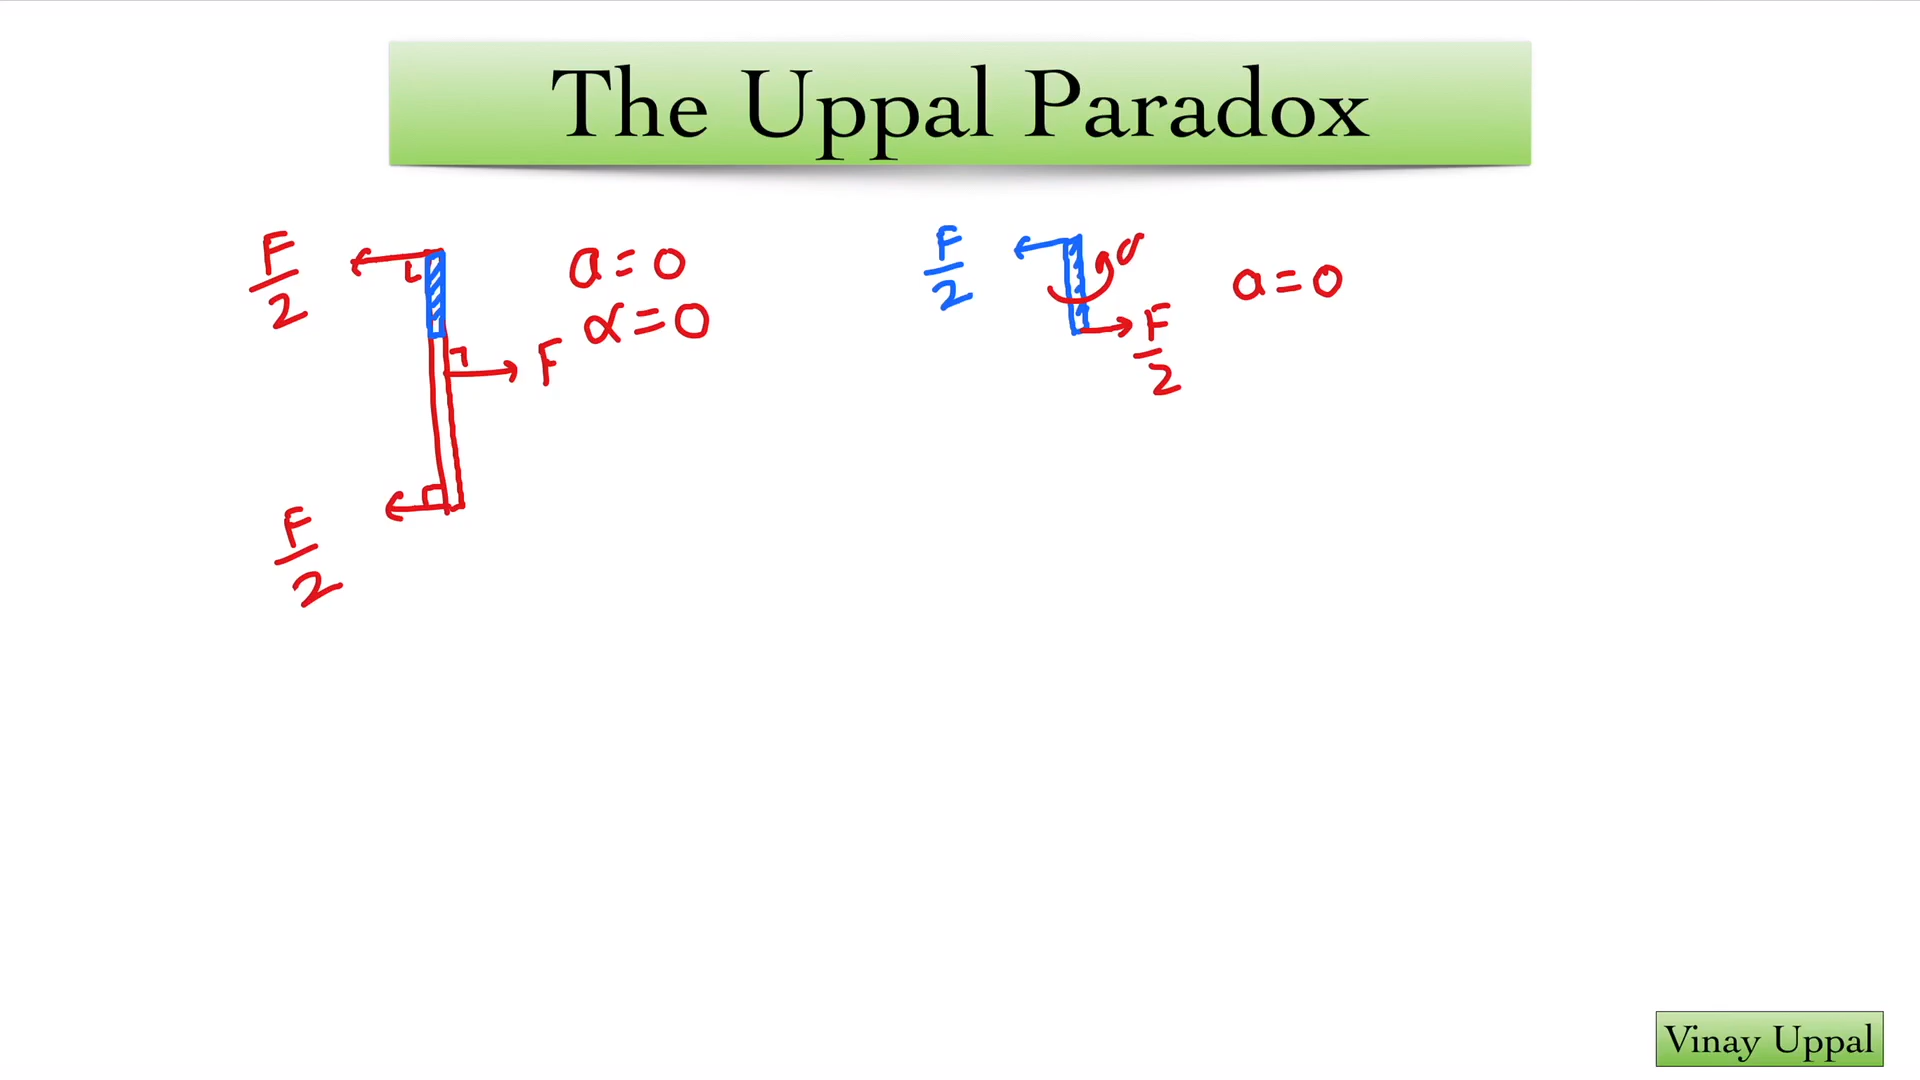 The Uppal Paradox
F/2
a = 0
α = 0
F
F/2
F/2
α
a = 0
F/2
Vinay Uppal